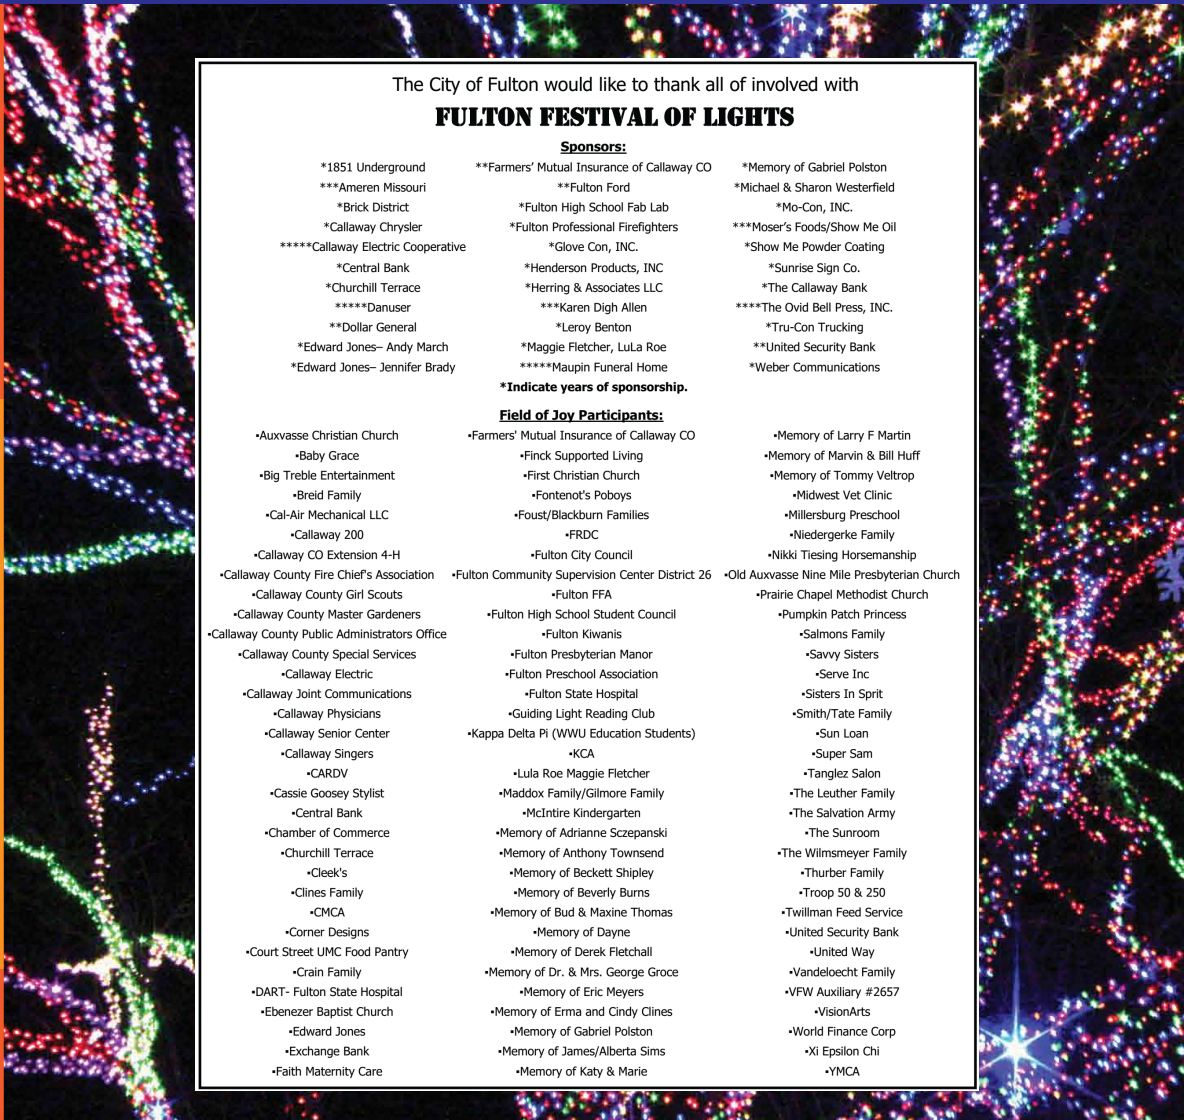 The City of Fulton would like to thank all of involved with
FULTON FESTIVAL OF LIGHTS
Sponsors:
*1851 Underground
***Ameren Missouri
*Brick District
*Callaway Chrysler
*****Callaway Electric Cooperative
*Central Bank
*Churchill Terrace
*****Danuser
**Dollar General
*Edward Jones– Andy March
*Edward Jones– Jennifer Brady
**Farmers’ Mutual Insurance of Callaway CO
**Fulton Ford
*Fulton High School Fab Lab
*Fulton Professional Firefighters
*Glove Con, INC.
*Henderson Products, INC
*Herring & Associates LLC
***Karen Digh Allen
*Leroy Benton
*Maggie Fletcher, LuLa Roe
*****Maupin Funeral Home
*Memory of Gabriel Polston
*Michael & Sharon Westerfield
*Mo-Con, INC.
***Moser’s Foods/Show Me Oil
*Show Me Powder Coating
*Sunrise Sign Co.
*The Callaway Bank
****The Ovid Bell Press, INC.
*Tru-Con Trucking
**United Security Bank
*Weber Communications
*Indicate years of sponsorship.
Field of Joy Participants:
▪Auxvasse Christian Church
▪Baby Grace
▪Big Treble Entertainment
▪Breid Family
▪Cal-Air Mechanical LLC
▪Callaway 200
▪Callaway CO Extension 4-H
▪Callaway County Fire Chief's Association
▪Callaway County Girl Scouts
▪Callaway County Master Gardeners
▪Callaway County Public Administrators Office
▪Callaway County Special Services
▪Callaway Electric
▪Callaway Joint Communications
▪Callaway Physicians
▪Callaway Senior Center
▪Callaway Singers
▪CARDV
▪Cassie Goosey Stylist
▪Central Bank
▪Chamber of Commerce
▪Churchill Terrace
▪Cleek's
▪Clines Family
▪CMCA
▪Corner Designs
▪Court Street UMC Food Pantry
▪Crain Family
▪DART- Fulton State Hospital
▪Ebenezer Baptist Church
▪Edward Jones
▪Exchange Bank
▪Faith Maternity Care
▪Farmers' Mutual Insurance of Callaway CO
▪Finck Supported Living
▪First Christian Church
▪Fontenot's Poboys
▪Foust/Blackburn Families
▪FRDC
▪Fulton City Council
▪Fulton Community Supervision Center District 26
▪Fulton FFA
▪Fulton High School Student Council
▪Fulton Kiwanis
▪Fulton Presbyterian Manor
▪Fulton Preschool Association
▪Fulton State Hospital
▪Guiding Light Reading Club
▪Kappa Delta Pi (WWU Education Students)
▪KCA
▪Lula Roe Maggie Fletcher
▪Maddox Family/Gilmore Family
▪McIntire Kindergarten
▪Memory of Adrianne Sczepanski
▪Memory of Anthony Townsend
▪Memory of Beckett Shipley
▪Memory of Beverly Burns
▪Memory of Bud & Maxine Thomas
▪Memory of Dayne
▪Memory of Derek Fletchall
▪Memory of Dr. & Mrs. George Groce
▪Memory of Eric Meyers
▪Memory of Erma and Cindy Clines
▪Memory of Gabriel Polston
▪Memory of James/Alberta Sims
▪Memory of Katy & Marie
▪Memory of Larry F Martin
▪Memory of Marvin & Bill Huff
▪Memory of Tommy Veltrop
▪Midwest Vet Clinic
▪Millersburg Preschool
▪Niedergerke Family
▪Nikki Tiesing Horsemanship
▪Old Auxvasse Nine Mile Presbyterian Church
▪Prairie Chapel Methodist Church
▪Pumpkin Patch Princess
▪Salmons Family
▪Savvy Sisters
▪Serve Inc
▪Sisters In Sprit
▪Smith/Tate Family
▪Sun Loan
▪Super Sam
▪Tanglez Salon
▪The Leuther Family
▪The Salvation Army
▪The Sunroom
▪The Wilmsmeyer Family
▪Thurber Family
▪Troop 50 & 250
▪Twillman Feed Service
▪United Security Bank
▪United Way
▪Vandeloecht Family
▪VFW Auxiliary #2657
▪VisionArts
▪World Finance Corp
▪Xi Epsilon Chi
▪YMCA